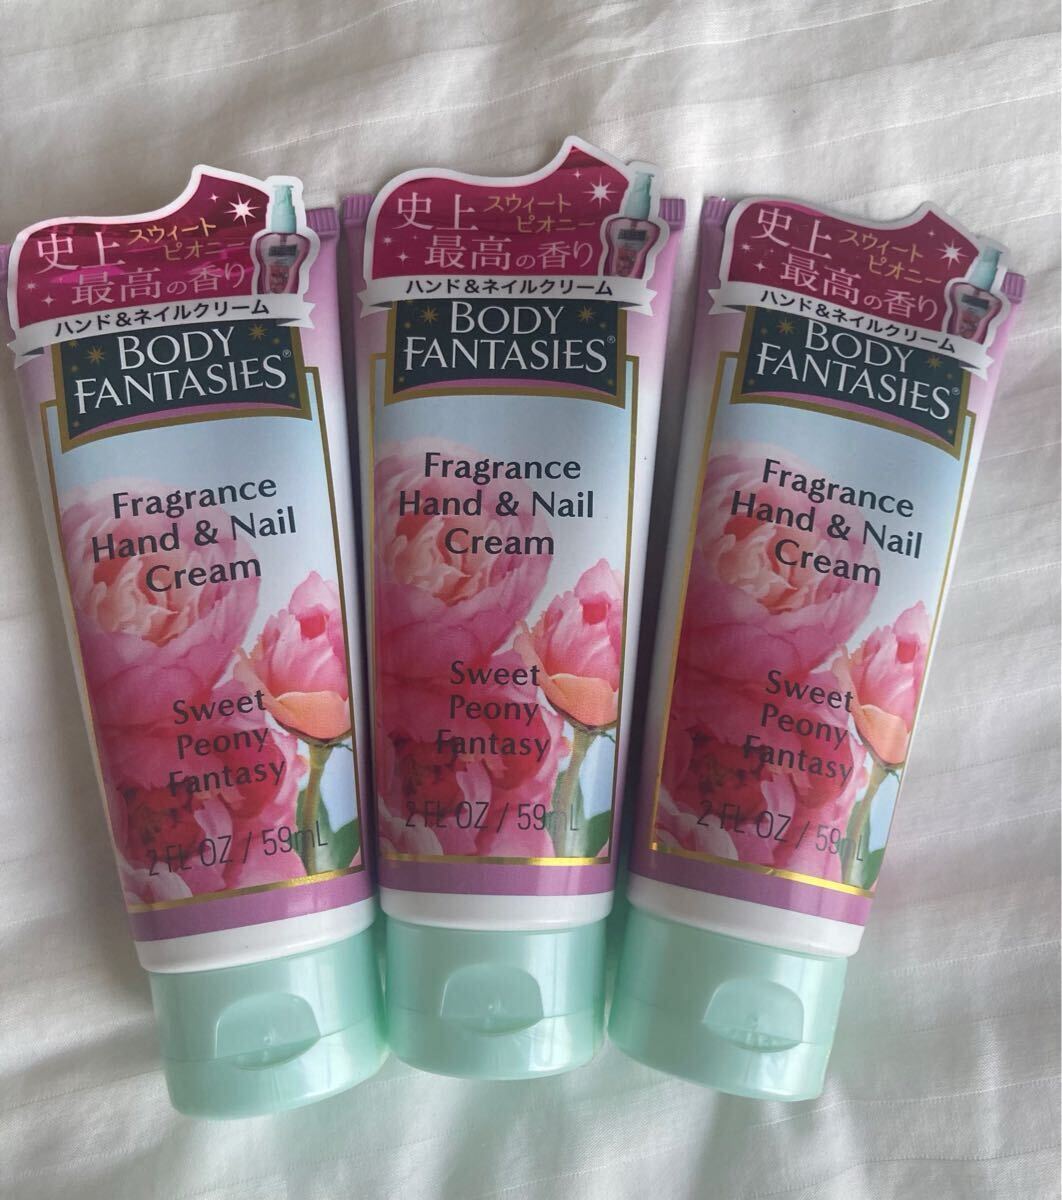 史上
スウィート
ピオニー
最高の香り
ハンド&ネイルクリーム
BODY
FANTASIES®
Fragrance
Hand & Nail
Cream
Sweet
Peony
Fantasy
2 FL OZ / 59mL
史上
スウィート
ピオニー
最高の香り
ハンド&ネイルクリーム
BODY
FANTASIES®
Fragrance
Hand & Nail
Cream
Sweet
Peony
Fantasy
2 FL OZ / 59mL
史上
スウィート
ピオニー
最高の香り
ハンド&ネイルクリーム
BODY
FANTASIES®
Fragrance
Hand & Nail
Cream
Sweet
Peony
Fantasy
2 FL OZ / 59mL